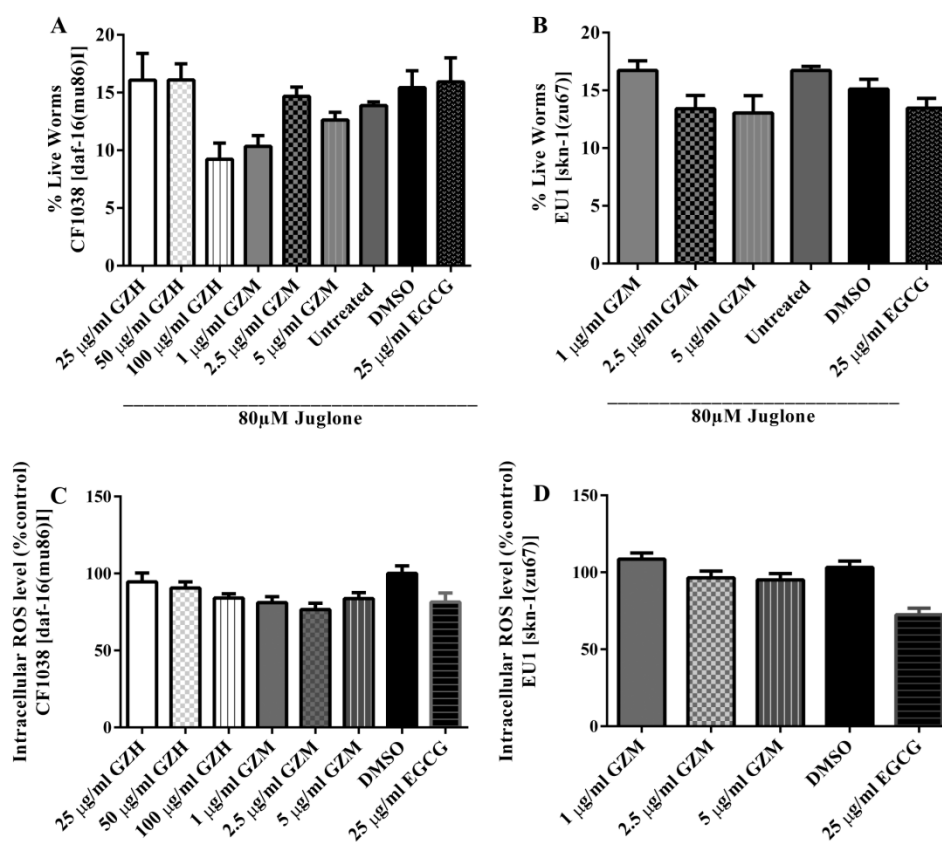 A
% Live Worms
CF1038 [daf-16(mu86)I]
20
15
10
5
0
25 μg/ml GZH
50 μg/ml GZH
100 μg/ml GZH
1 μg/ml GZM
2.5 μg/ml GZM
5 μg/ml GZM
Untreated
DMSO
25 μg/ml EGCG
80μM Juglone
B
% Live Worms
EU1 [skn-1(zu67)]
20
15
10
5
0
1 μg/ml GZM
2.5 μg/ml GZM
5 μg/ml GZM
Untreated
DMSO
25 μg/ml EGCG
80μM Juglone
C
Intracellular ROS level (%control)
CF1038 [daf-16(mu86)I]
150
100
50
0
25 μg/ml GZH
50 μg/ml GZH
100 μg/ml GZH
1 μg/ml GZM
2.5 μg/ml GZM
5 μg/ml GZM
DMSO
25 μg/ml EGCG
D
Intracellular ROS level (%control)
EU1 [skn-1(zu67)]
150
100
50
0
1 μg/ml GZM
2.5 μg/ml GZM
5 μg/ml GZM
DMSO
25 μg/ml EGCG